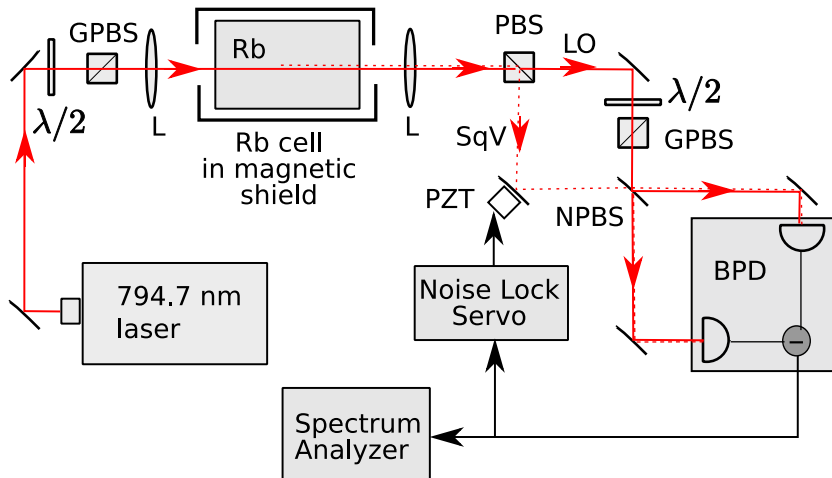 GPBS
λ/2
L
Rb
Rb cell
in magnetic
shield
L
PBS
LO
λ/2
GPBS
SqV
PZT
NPBS
BPD
−
794.7 nm
laser
Noise Lock
Servo
Spectrum
Analyzer